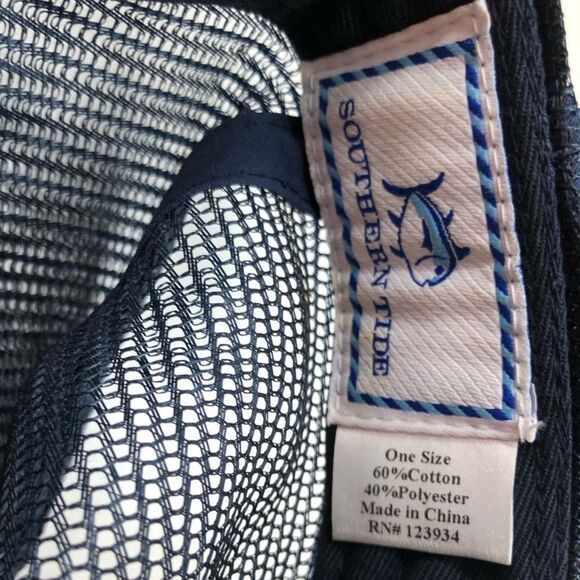 SOUTHERN TIDE
One Size
60%Cotton
40%Polyester
Made in China
RN# 123934